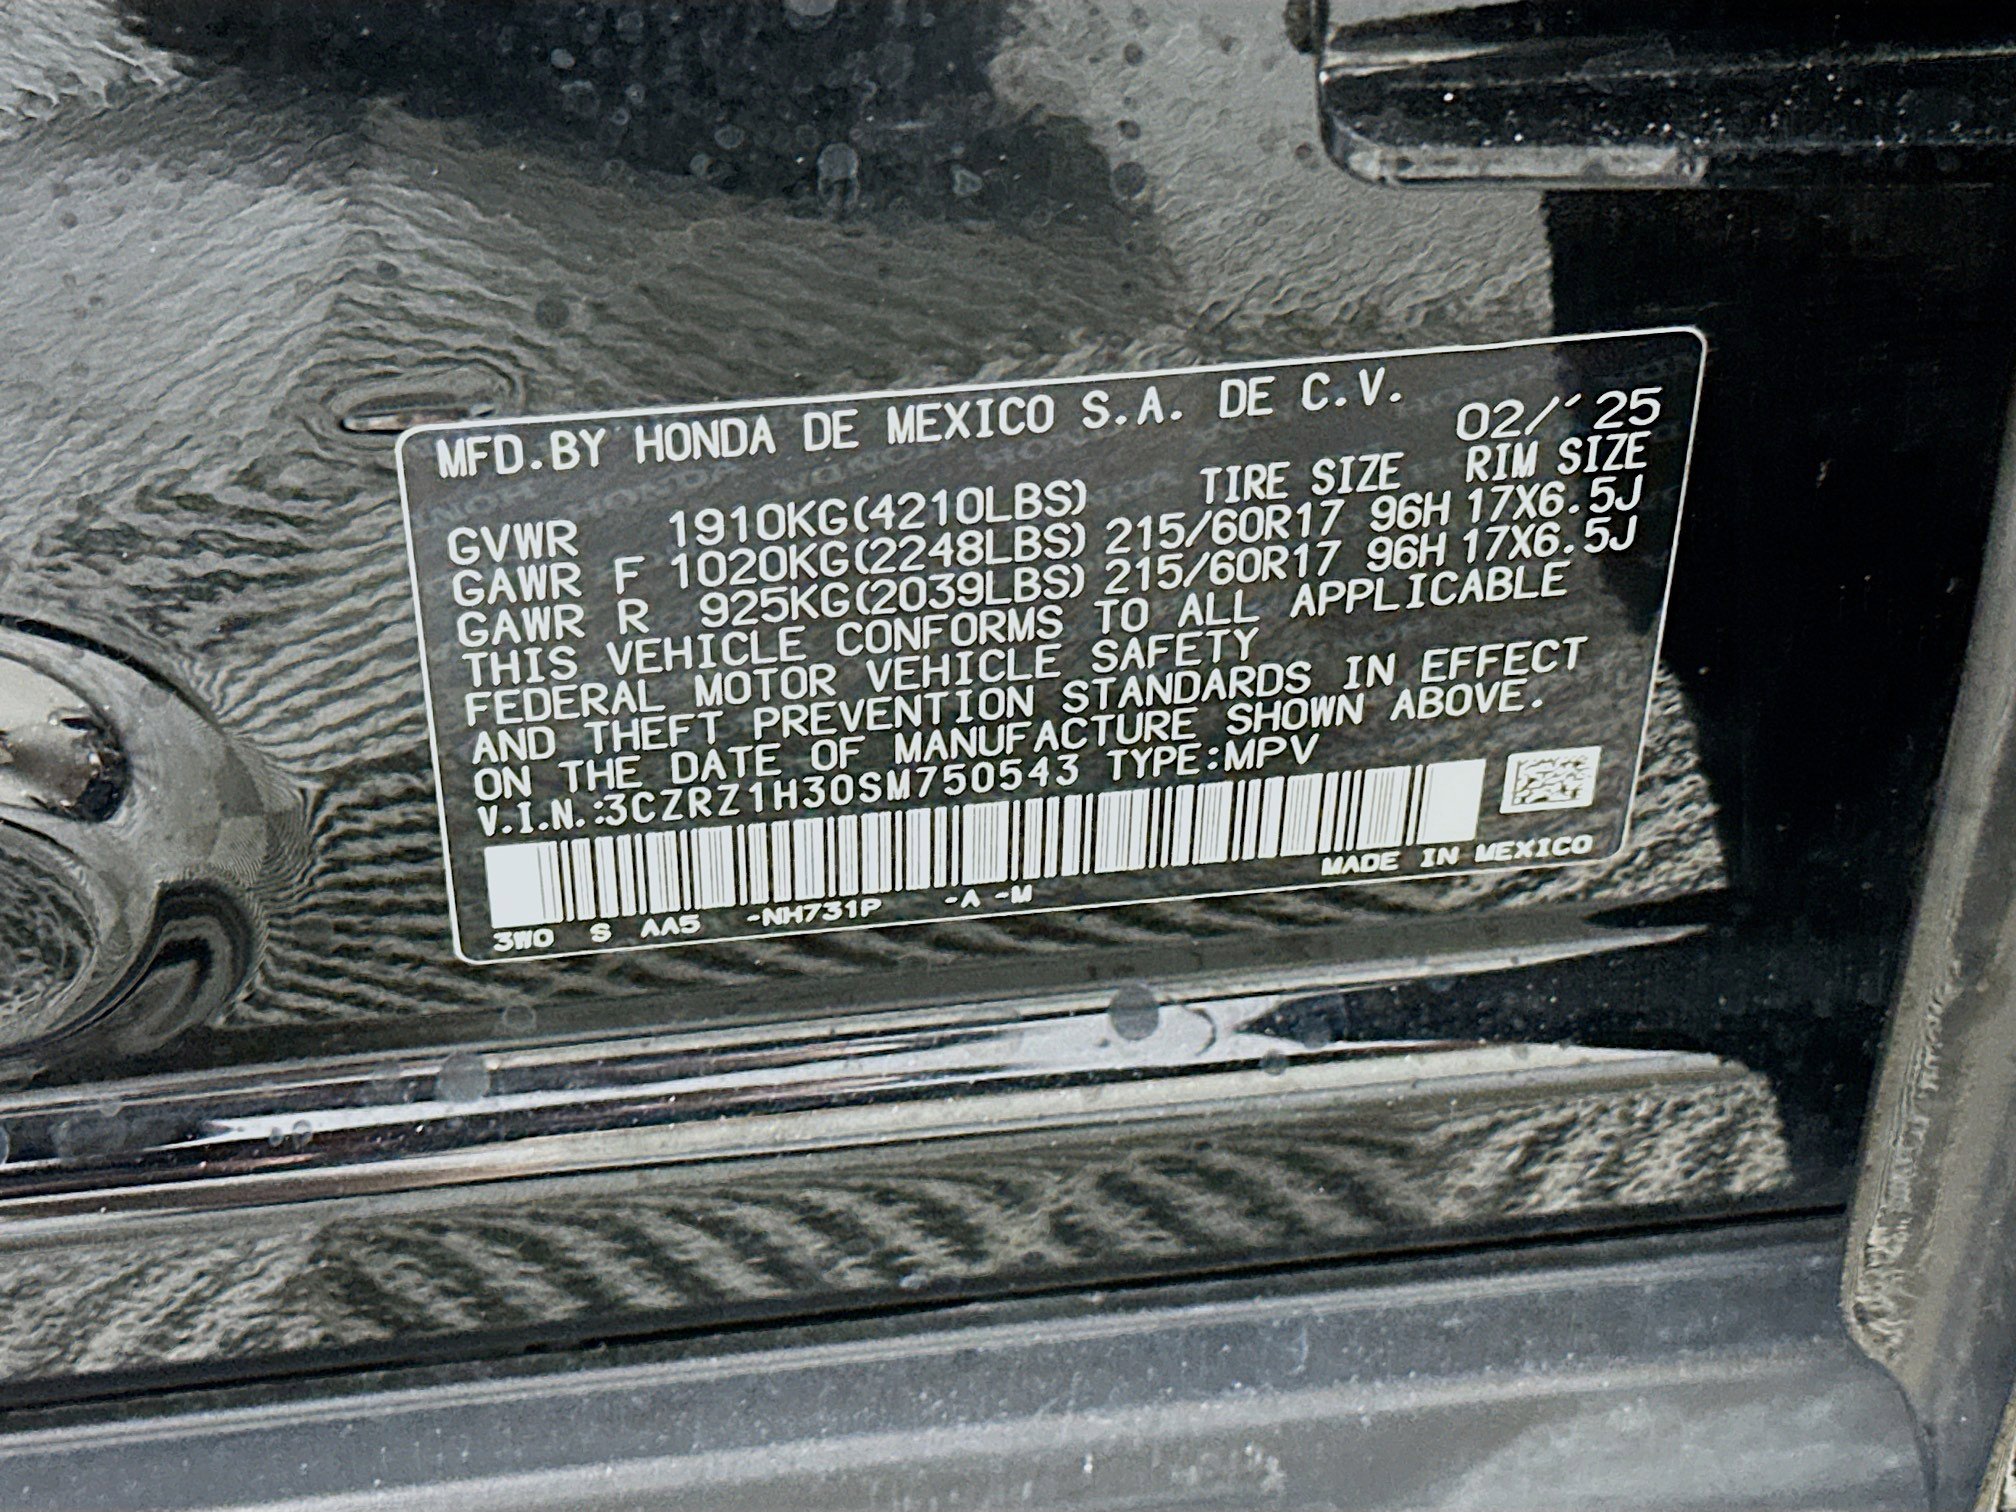 MFD.BY HONDA DE MEXICO S.A. DE C.V.
02/'25
TIRE SIZE RIM SIZE
GVWR 1910KG(4210LBS)
GAWR F 1020KG(2248LBS) 215/60R17 96H 17X6.5J
GAWR R 925KG(2039LBS) 215/60R17 96H 17X6.5J
THIS VEHICLE CONFORMS TO ALL APPLICABLE
FEDERAL MOTOR VEHICLE SAFETY
AND THEFT PREVENTION STANDARDS IN EFFECT
ON THE DATE OF MANUFACTURE SHOWN ABOVE.
V.I.N.:3CZRZ1H30SM750543 TYPE:MPV
MADE IN MEXICO
3W0 S AA5 -NH731P -A -M